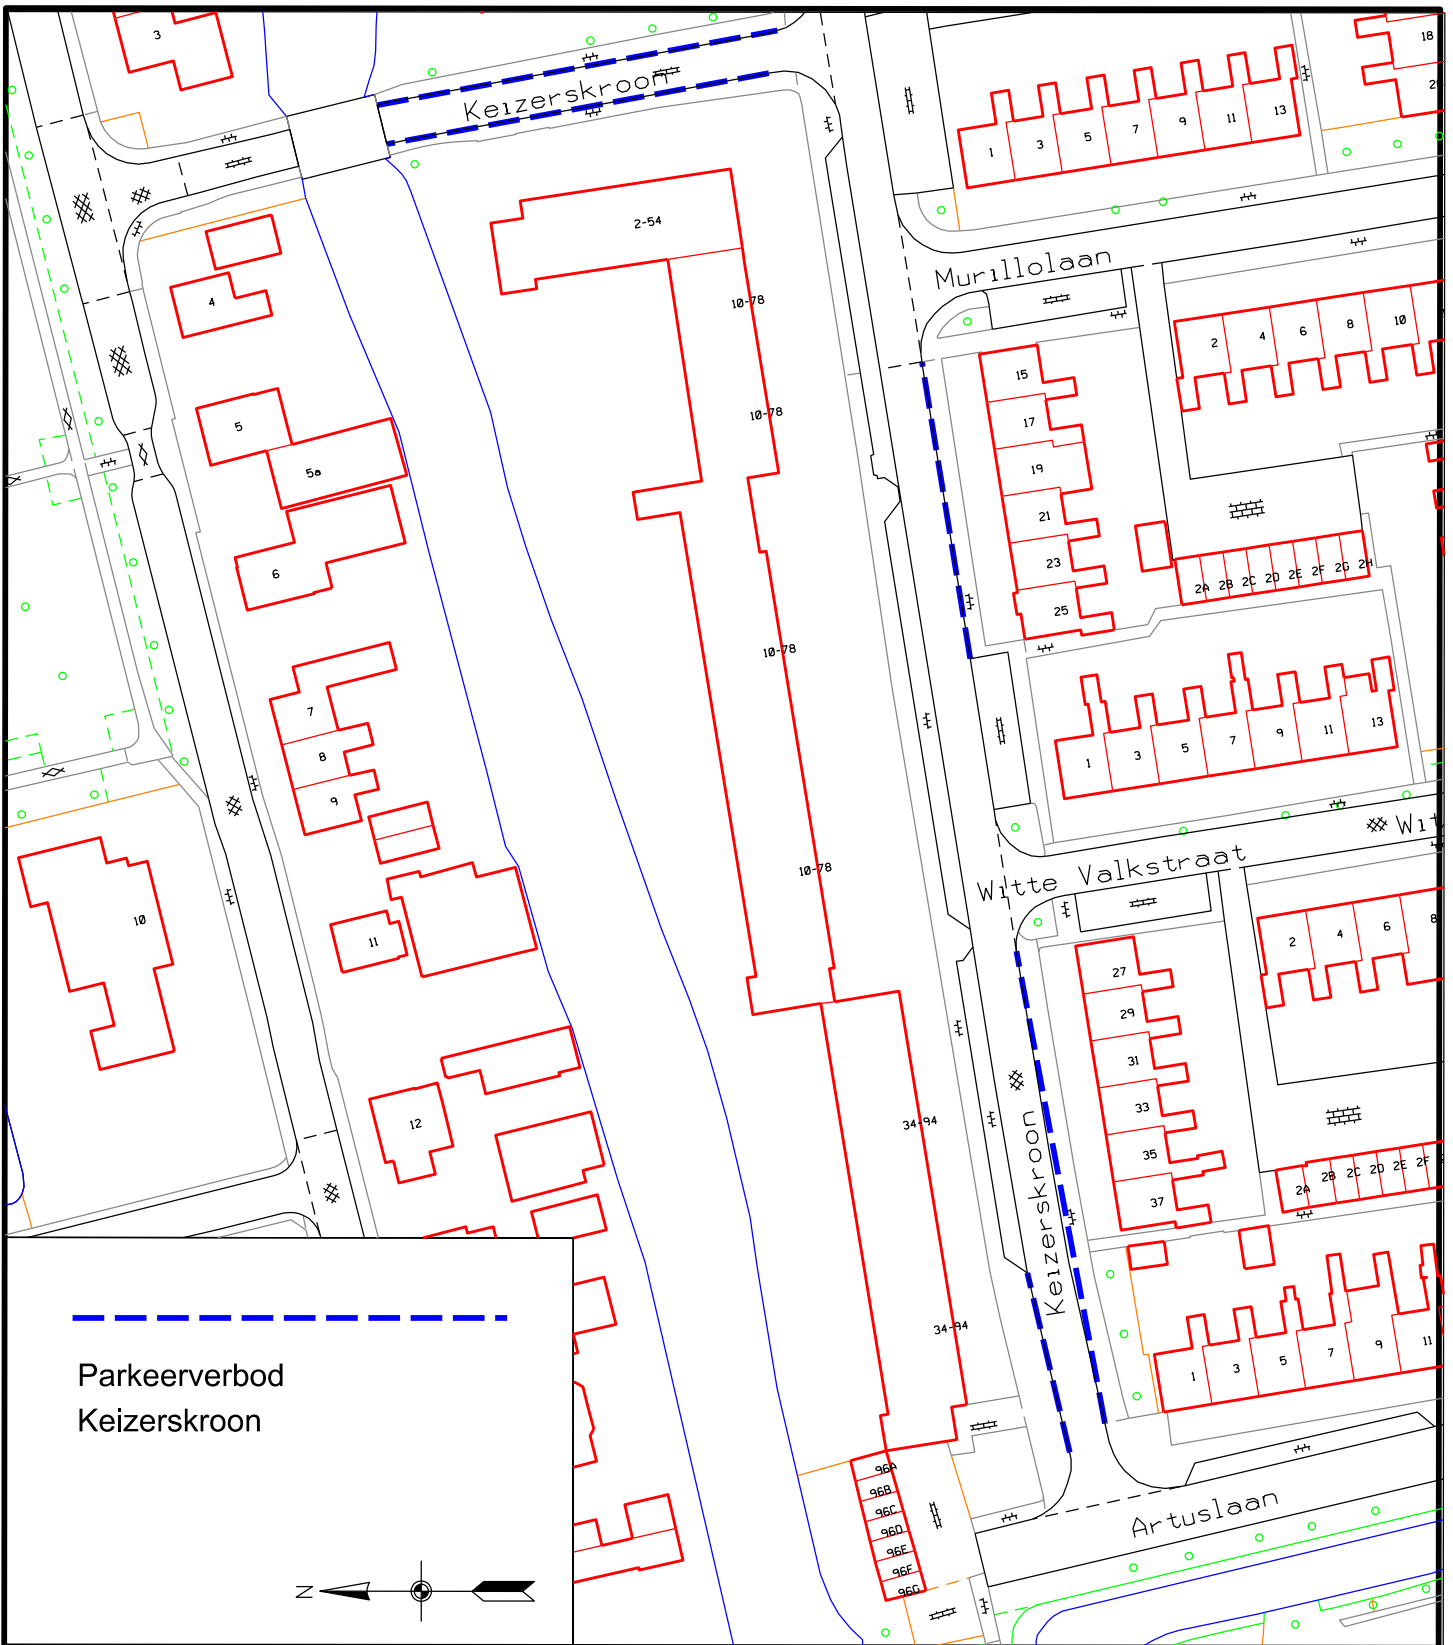 3
18
Keizerskroon
1 3 5 7 9 11 13
2-54
Murillolaan
4
10-78
2 4 6 8 10
15
10-78
17
5
5a
19
21
23
2A 2B 2C 2D 2E 2F 2G 2H
6
25
10-78
7
8
9
1 3 5 7 9 11 13
Wit
Witte Valkstraat
10-78
10
11
2 4 6 8
27
29
31
33
35
37
12
34-94
2A 2B 2C 2D 2E 2F
Keizerskroon
34-94
1 3 5 7 9 11
Parkeerverbod
Keizerskroon
96A
96B
96C
96D
96E
96F
96G
Artuslaan
N